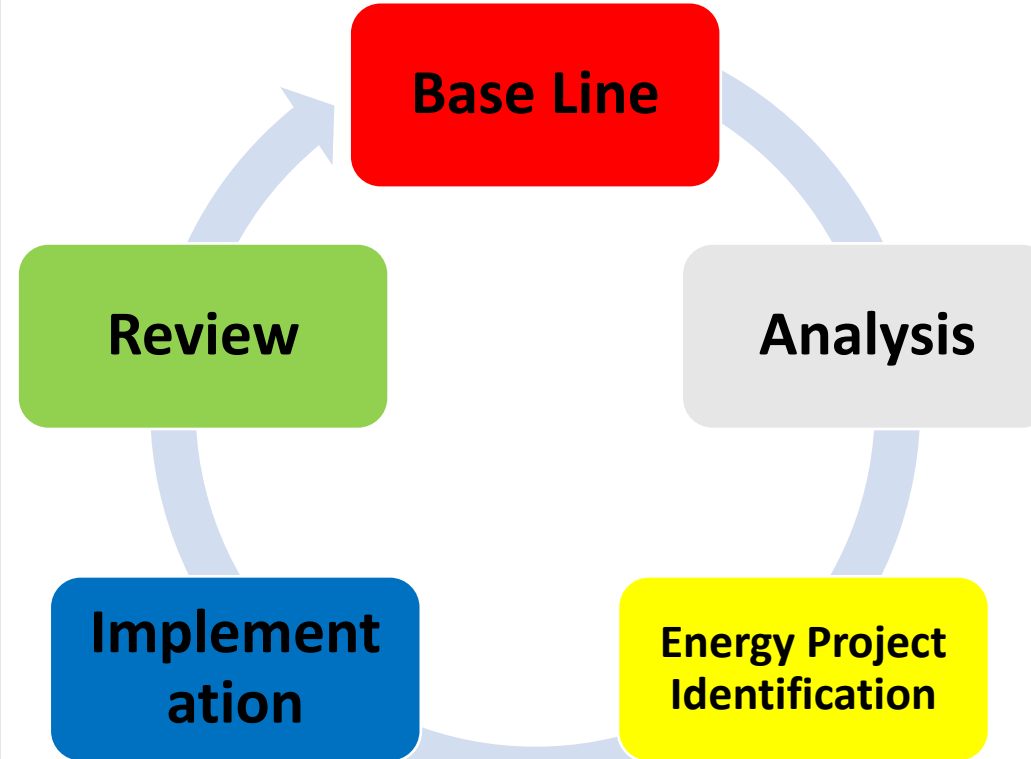 Base Line
Review
Analysis
Implement
ation
Energy Project
Identification